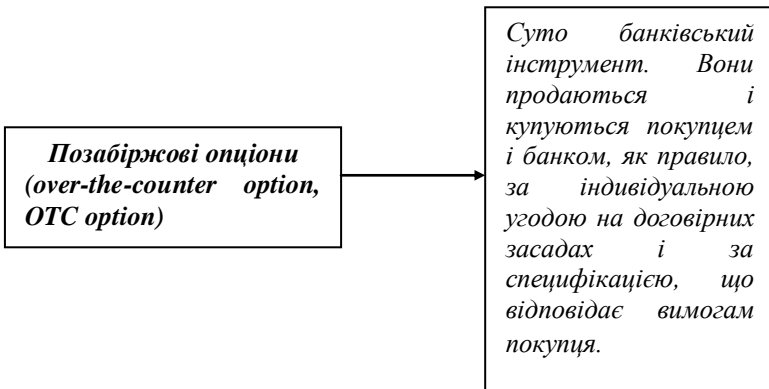 Позабіржові опціони
(over-the-counter option,
OTC option)
Суто банківський
інструмент. Вони
продаються і
купуються покупцем
і банком, як правило,
за індивідуальною
угодою на договірних
засадах і за
специфікацією, що
відповідає вимогам
покупця.